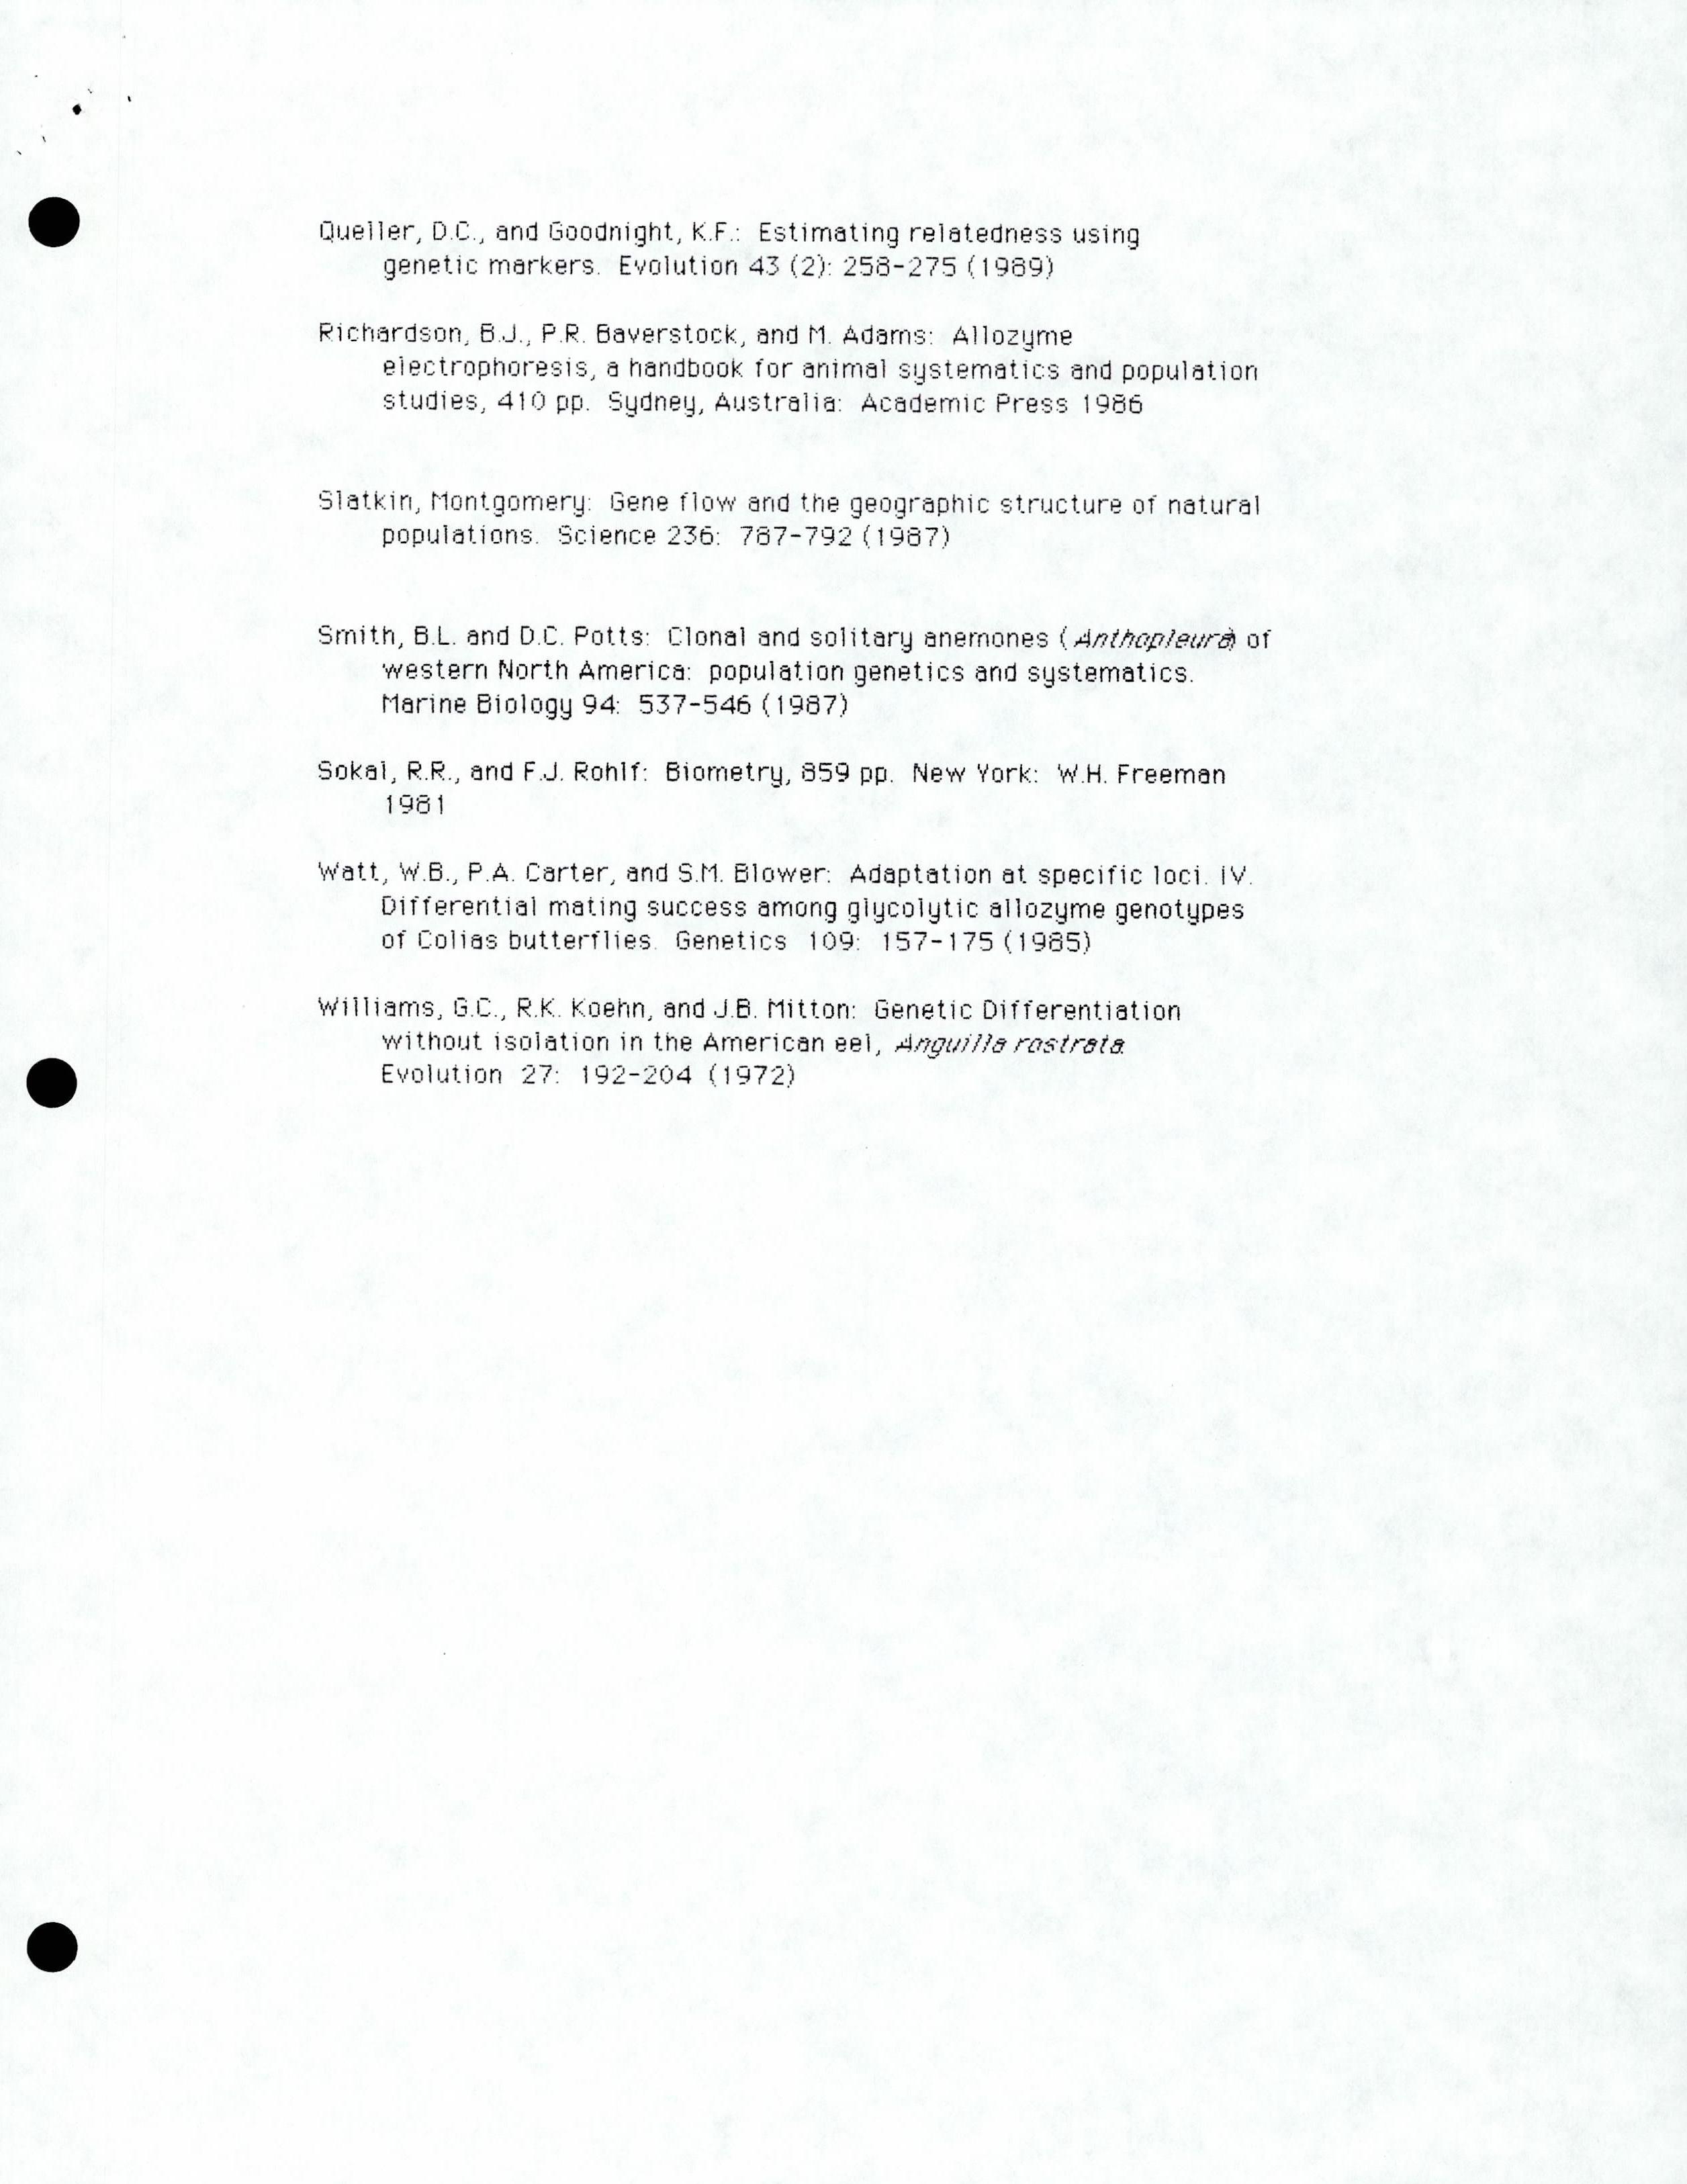 Queller, D.C., and Goodnight, K.F.: Estimating relatedness using
genetic markers. Evolution 43 (2): 258-275 (1989)
Richardson, B.J., P.R. Baverstock, and M. Adams: Allozyme
electrophoresis, a handbook for animal systematics and population
studies, 410 pp. Sydney, Australia: Academic Press 1986
Slatkin, Montgomery: Gene flow and the geographic structure of natural
populations. Science 236: 787-792 (1987)
Smith, B.L. and D.C. Potts: Clonal and solitary anemones (Anthopleura) of
western North America: population genetics and systematics.
Marine Biology 94: 537-546 (1987)
Sokal, R.R., and F.J. Rohlf: Biometry, 859 pp. New York: W.H. Freeman
1981
Watt, W.B., P.A. Carter, and S.M. Blower: Adaptation at specific loci. IV.
Differential mating success among glycolytic allozyme genotypes
of Colias butterflies. Genetics 109: 157-175 (1985)
Williams, G.C., R.K. Koehn, and J.B. Mitton: Genetic Differentiation
without isolation in the American eel, Anguilla rostrata.
Evolution 27: 192-204 (1972)